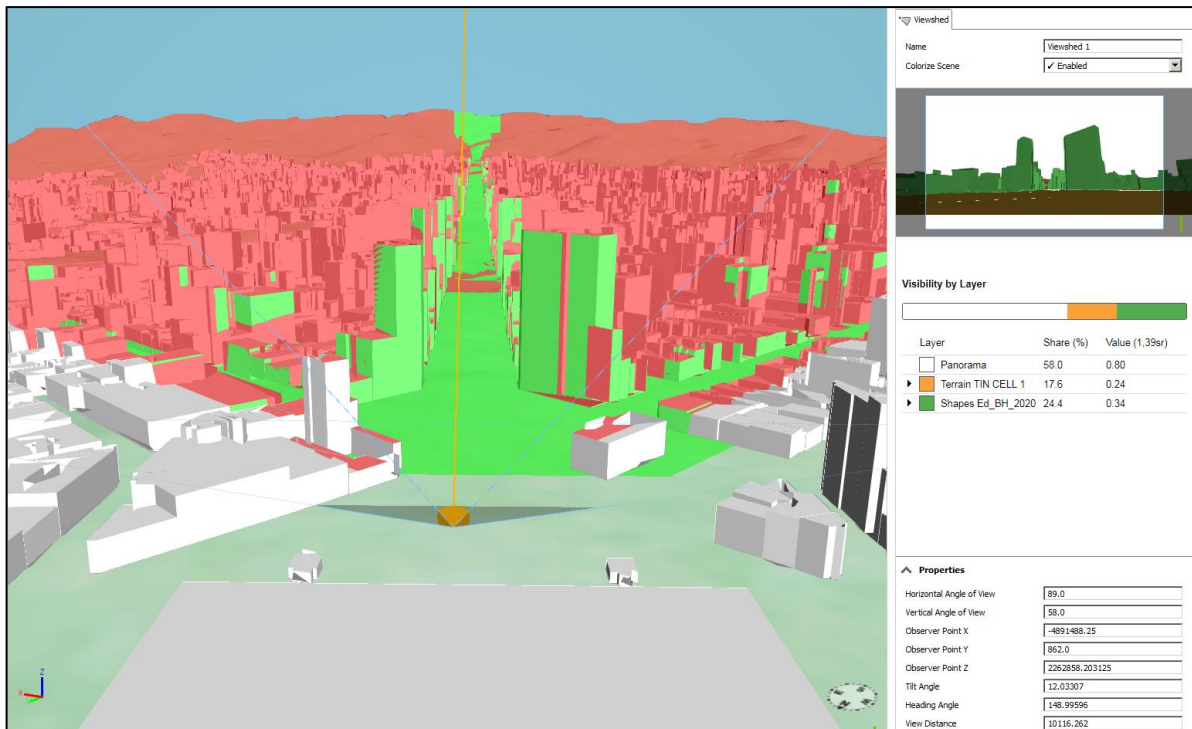 Viewshed
Name Viewshed 1
Colorize Scene ✓ Enabled
Visibility by Layer
Layer Share (%) Value (1,39sr)
Panorama 58.0 0.80
Terrain TIN CELL 1 17.6 0.24
Shapes Ed_BH_2020 24.4 0.34
Properties
Horizontal Angle of View 89.0
Vertical Angle of View 58.0
Observer Point X -4891488.25
Observer Point Y 862.0
Observer Point Z 2262858.203125
Tilt Angle 12.03307
Heading Angle 148.99596
View Distance 10116.262
Z
X